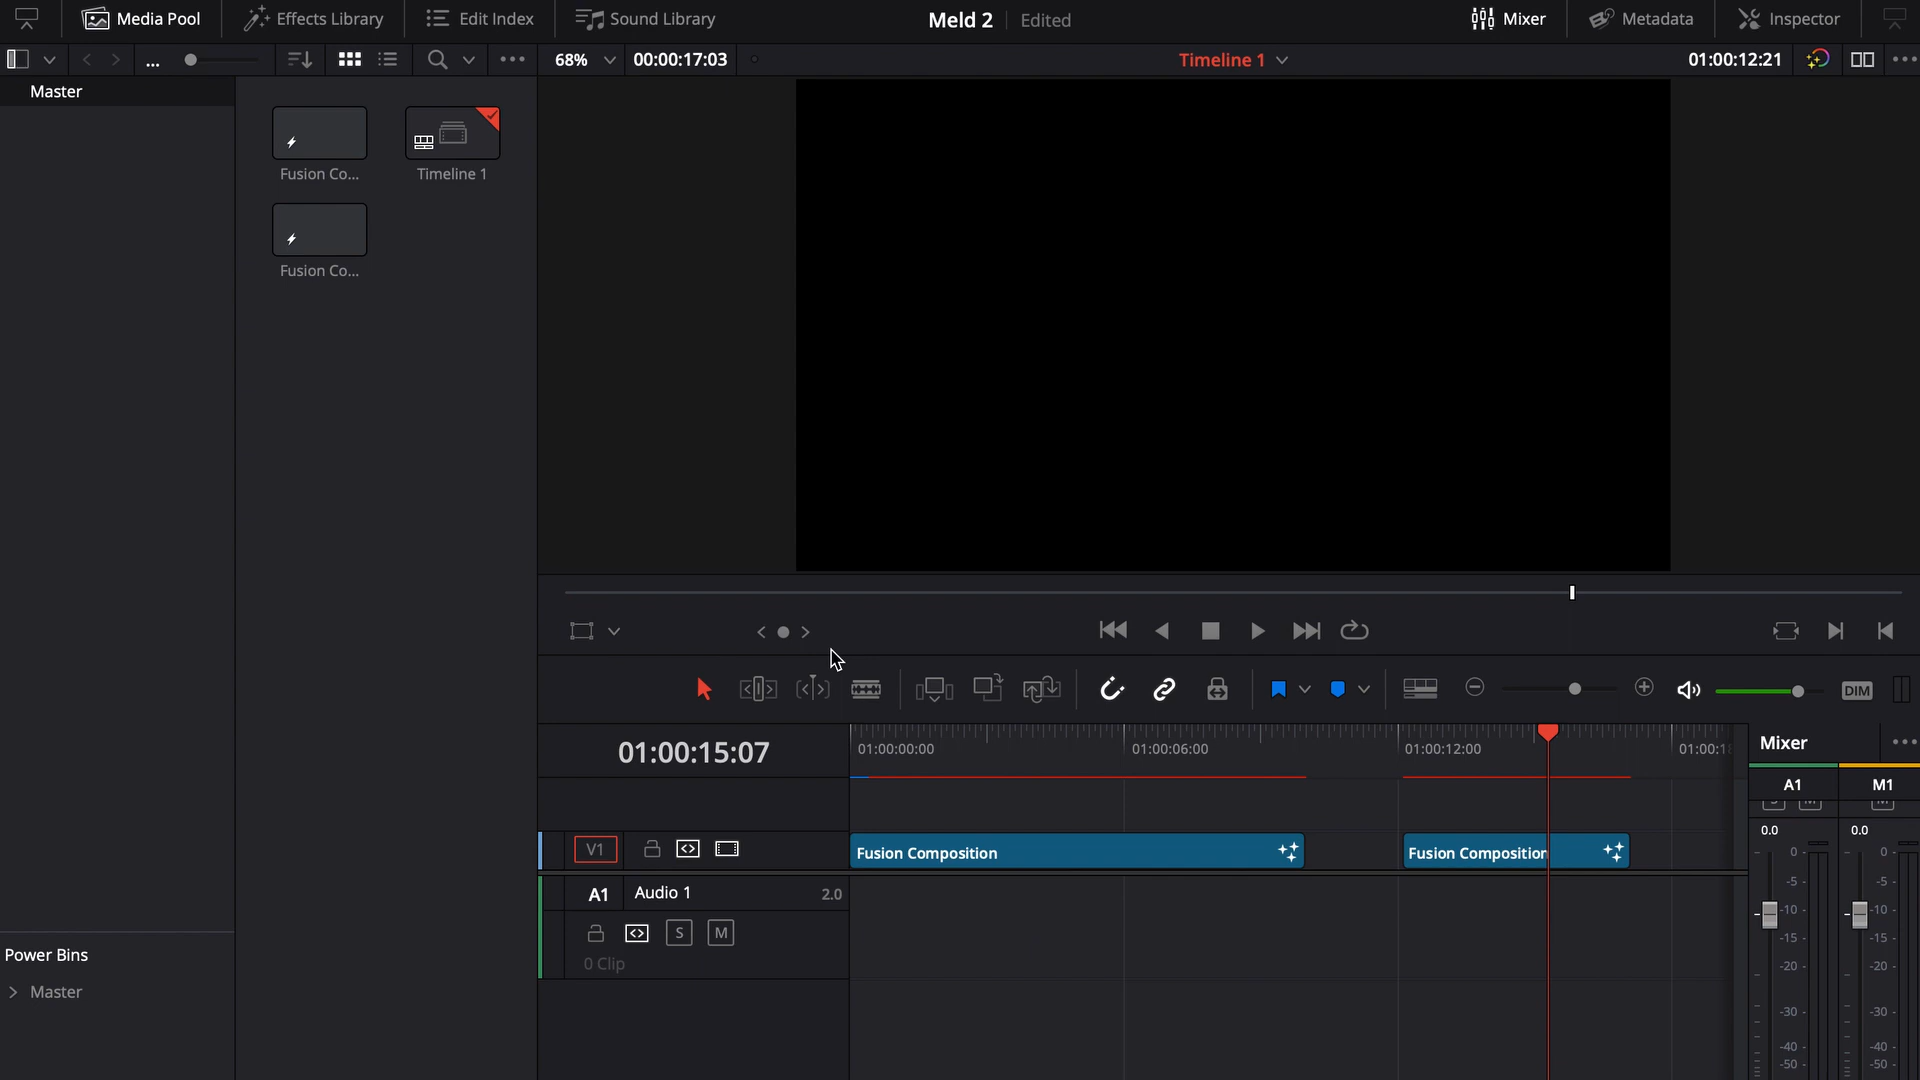 Media Pool
Effects Library
Edit Index
Sound Library
Meld 2
Edited
Mixer
Metadata
Inspector
...
68%
00:00:17:03
Timeline 1
01:00:12:21
Master
Fusion Co...
Timeline 1
Fusion Co...
DIM
01:00:15:07
01:00:00:00
01:00:06:00
01:00:12:00
Mixer
A1
M1
V1
Fusion Composition
Fusion Composition
0.0
0.0
A1
Audio 1
2.0
S
M
0 Clip
0
0
-5
-5
-10
-10
-15
-15
-20
-20
-30
-30
-40
-40
-50
-50
Power Bins
Master